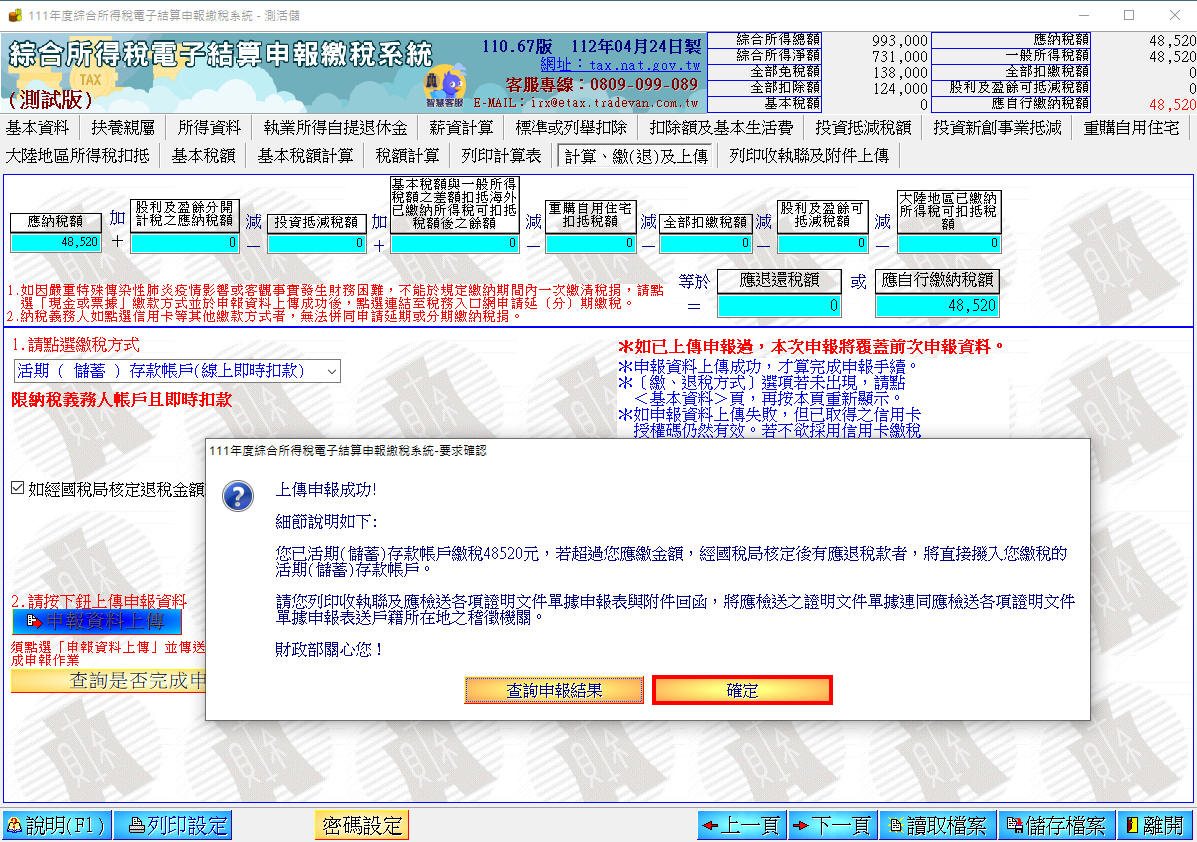 111年度綜合所得稅電子結算申報繳稅系統 - 測活儲
綜合所得稅電子結算申報繳稅系統
TAX
(測試版)
110.67版 112年04月24日製
網址：tax.nat.gov.tw
客服專線：0809-099-089
E-MAIL：irx@etax.tradevan.com.tw
智慧客服
綜合所得總額 993,000 應納稅額 48,520
綜合所得淨額 731,000 一般所得稅額 48,520
全部免稅額 138,000 全部扣繳稅額 0
全部扣除額 124,000 股利及盈餘可抵減稅額 0
基本稅額 0 應自行繳納稅額 48,520
基本資料 扶養親屬 所得資料 執業所得自提退休金 薪資計算 標準或列舉扣除 扣除額及基本生活費 投資抵減稅額 投資新創事業抵減 重購自用住宅
大陸地區所得稅扣抵 基本稅額 基本稅額計算 稅額計算 列印計算表 計算、繳(退)及上傳 列印收執聯及附件上傳
應納稅額
48,520
加
＋
股利及盈餘分開
計稅之應納稅額
0
減
－
投資抵減稅額
0
加
＋
基本稅額與一般所得
稅額之差額扣抵海外
已繳納所得稅可扣抵
稅額後之餘額
0
減
－
重購自用住宅
扣抵稅額
0
減
－
全部扣繳稅額
0
減
－
股利及盈餘可
抵減稅額
0
減
－
大陸地區已繳納
所得稅可扣抵稅
額
0
等於
＝
應退還稅額
0
或
應自行繳納稅額
48,520
1.如因嚴重特殊傳染性肺炎疫情影響或客觀事實發生財務困難，不能於規定繳納期間內一次繳清稅捐，請點
選「現金或票據」繳款方式並於申報資料上傳成功後，點選連結至稅務入口網申請延（分）期繳稅。
2.納稅義務人如點選信用卡等其他繳款方式者，無法併同申請延期或分期繳納稅捐。
1.請點選繳稅方式
活期（ 儲蓄 ）存款帳戶(線上即時扣款)
限納稅義務人帳戶且即時扣款
＊如已上傳申報過，本次申報將覆蓋前次申報資料。
＊申報資料上傳成功，才算完成申報手續。
＊〔繳、退稅方式〕選項若未出現，請點
＜基本資料＞頁，再按本頁重新顯示。
＊如申報資料上傳失敗，但已取得之信用卡
授權碼仍然有效。若不欲採用信用卡繳稅
如經國稅局核定退稅金額
2.請按下鈕上傳申報資料
申報資料上傳
須點選「申報資料上傳」並傳送
成申報作業
查詢是否完成申
111年度綜合所得稅電子結算申報繳稅系統-要求確認
上傳申報成功!
細節說明如下:
您已活期(儲蓄)存款帳戶繳稅48520元，若超過您應繳金額，經國稅局核定後有應退稅款者，將直接撥入您繳稅的
活期(儲蓄)存款帳戶。
請您列印收執聯及應檢送各項證明文件單據申報表與附件回函，將應檢送之證明文件單據連同應檢送各項證明文件
單據申報表送戶籍所在地之稽徵機關。
財政部關心您！
查詢申報結果 確定
說明(F1) 列印設定 密碼設定 上一頁 下一頁 讀取檔案 儲存檔案 離開